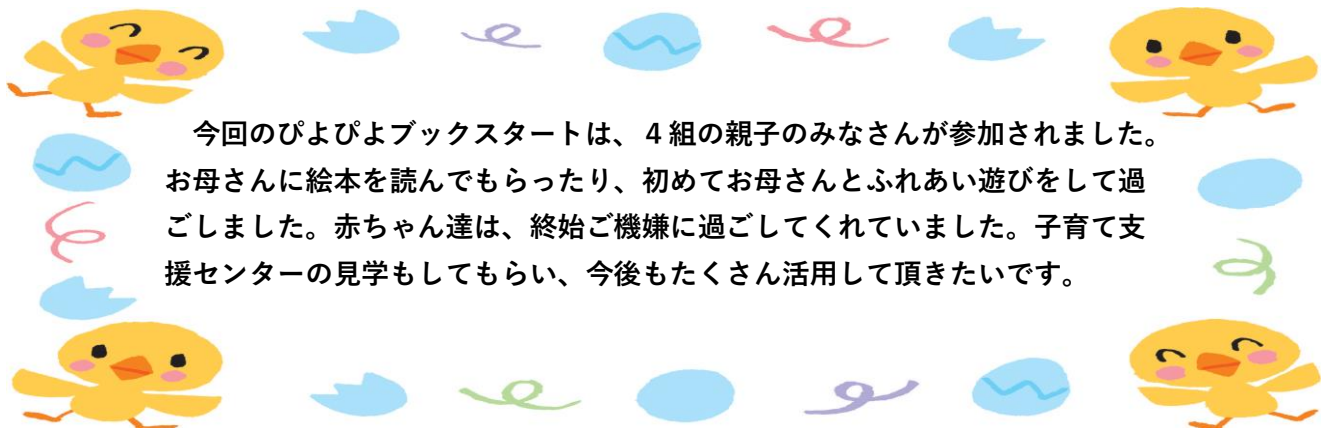 今回のぴよぴよブックスタートは、４組の親子のみなさんが参加されました。
お母さんに絵本を読んでもらったり、初めてお母さんとふれあい遊びをして過
ごしました。赤ちゃん達は、終始ご機嫌に過ごしてくれていました。子育て支
援センターの見学もしてもらい、今後もたくさん活用して頂きたいです。